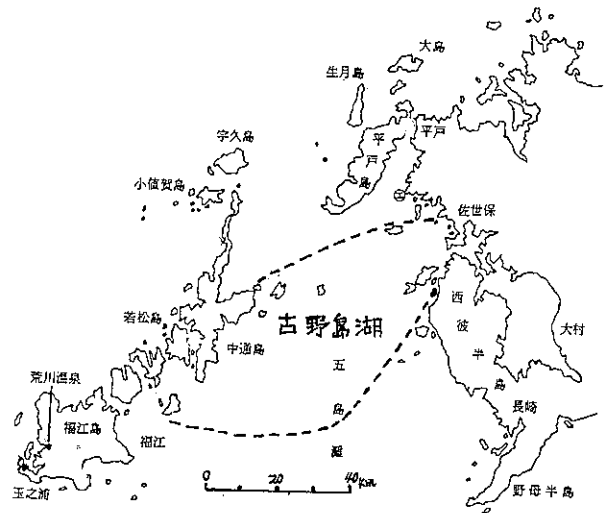 大島
生月島
平戸
平戸島
宇久島
小値賀島
佐世保
古野島湖
西波半島
大村
若松島
中通島
五島灘
荒川温泉
福江島
福江
長崎
玉之浦
野母半島
0 20 40 Km